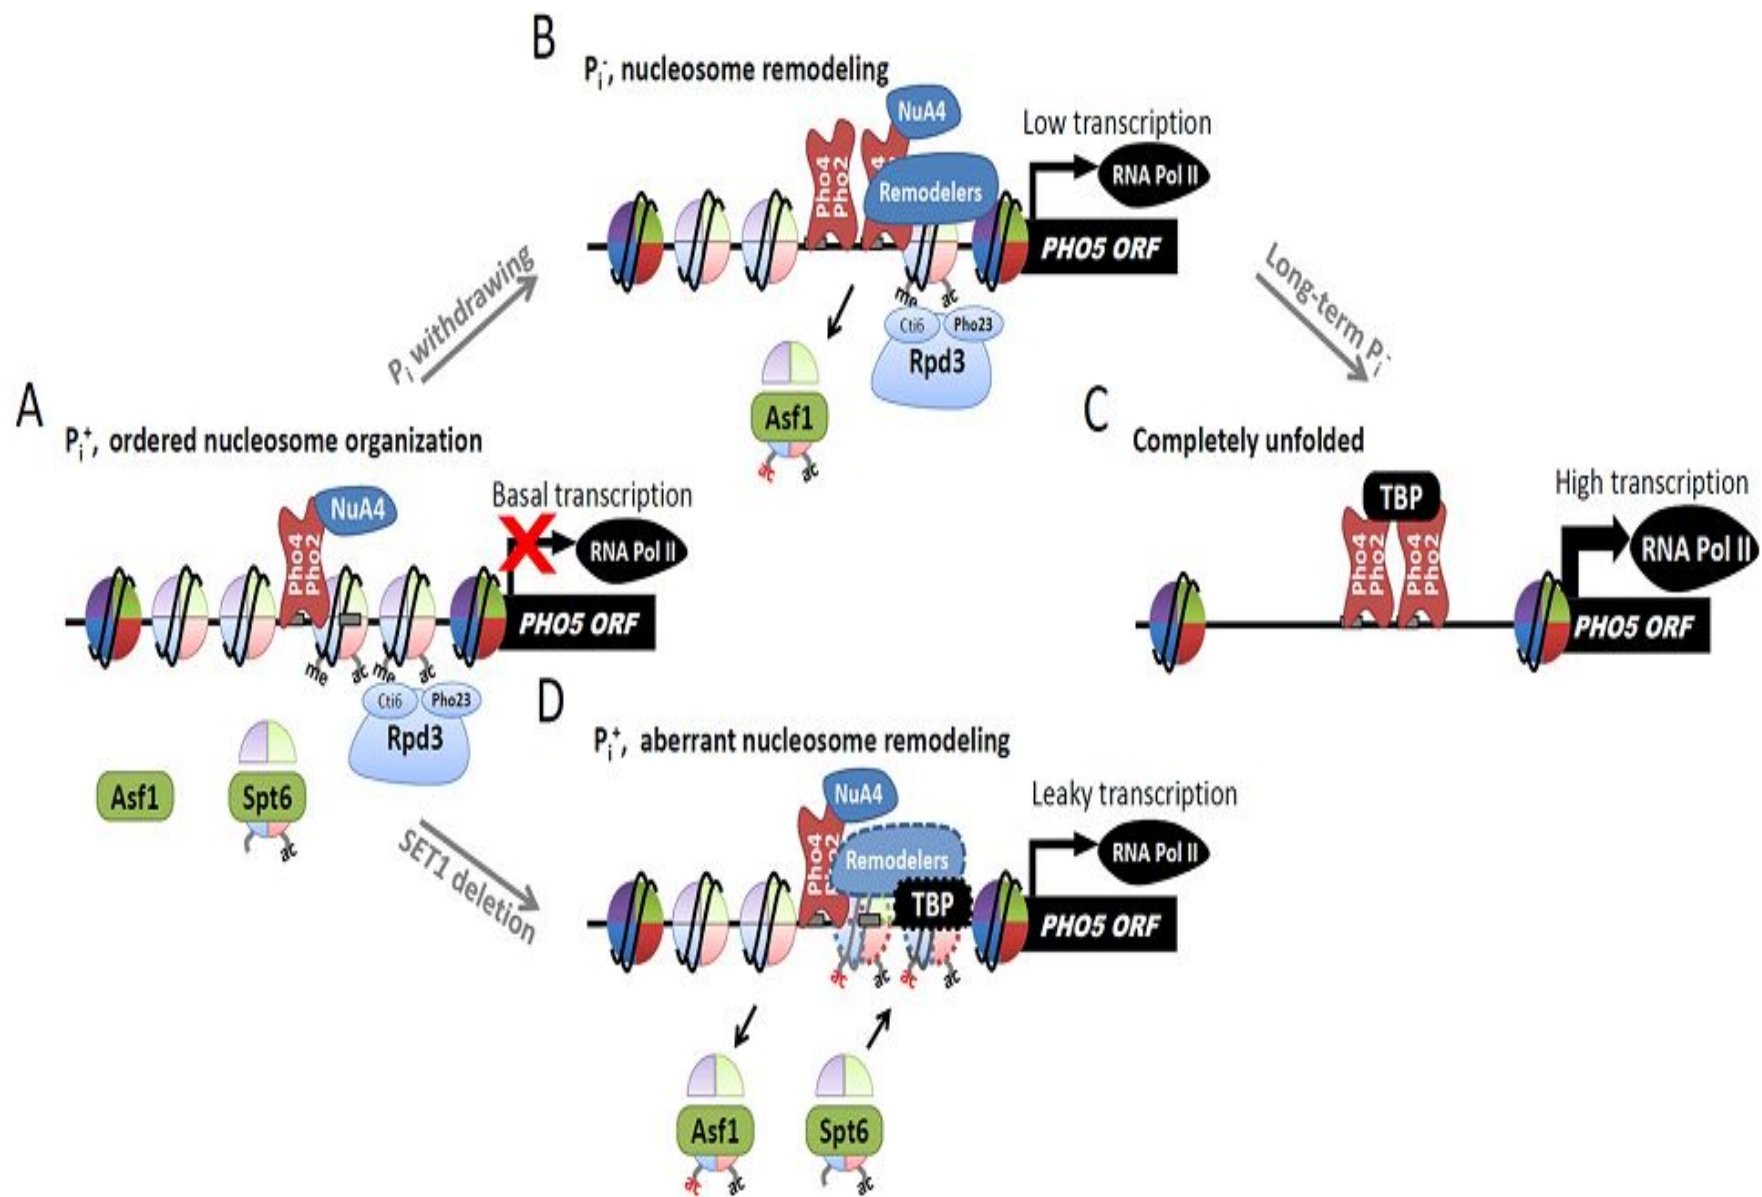 B
Pi-, nucleosome remodeling
NuA4
Low transcription
Pho4
Pho2
4
Remodelers
RNA Pol II
PHO5 ORF
me
ac
Cti6
Pho23
Rpd3
Asf1
ac
ac
Pi withdrawing
Long-term Pi-
A
Pi+, ordered nucleosome organization
NuA4
Basal transcription
Pho4
Pho2
X
RNA Pol II
PHO5 ORF
me
ac
me
ac
Cti6
Pho23
Rpd3
Asf1
Spt6
ac
SET1 deletion
C
Completely unfolded
TBP
High transcription
Pho4
Pho2
Pho4
Pho2
RNA Pol II
PHO5 ORF
D
Pi+, aberrant nucleosome remodeling
NuA4
Leaky transcription
Pho4
Remodelers
TBP
RNA Pol II
PHO5 ORF
ac
ac
ac
ac
Asf1
Spt6
ac
ac
ac